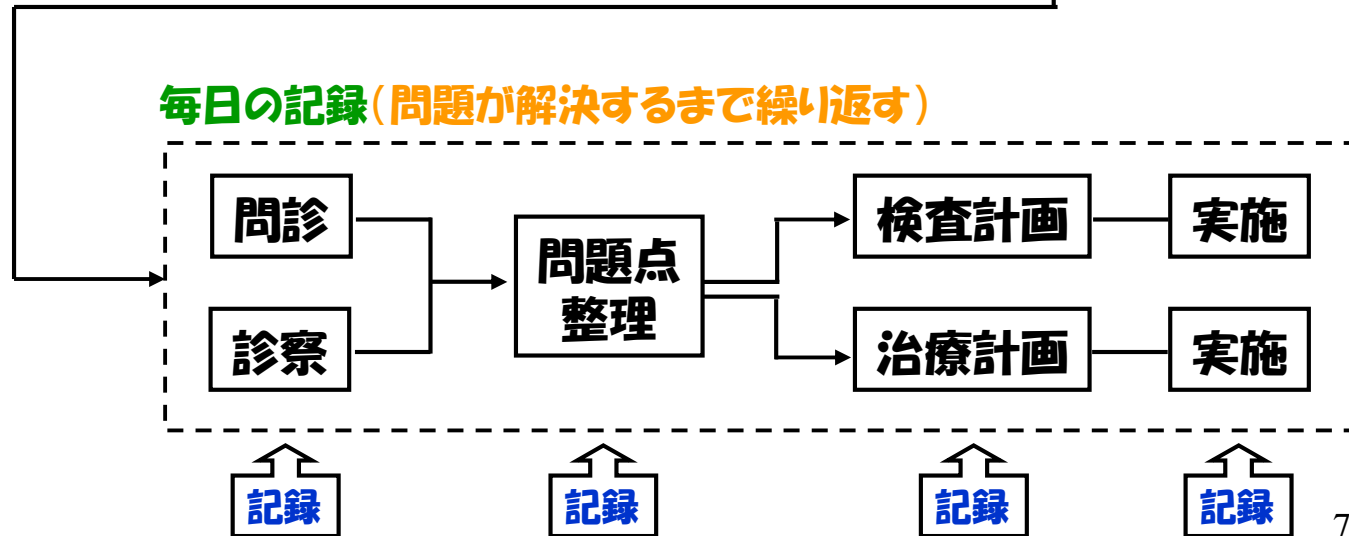 毎日の記録(問題が解決するまで繰り返す)
問診
検査計画
実施
問題点
整理
診察
治療計画
実施
記録
記録
記録
記録
7